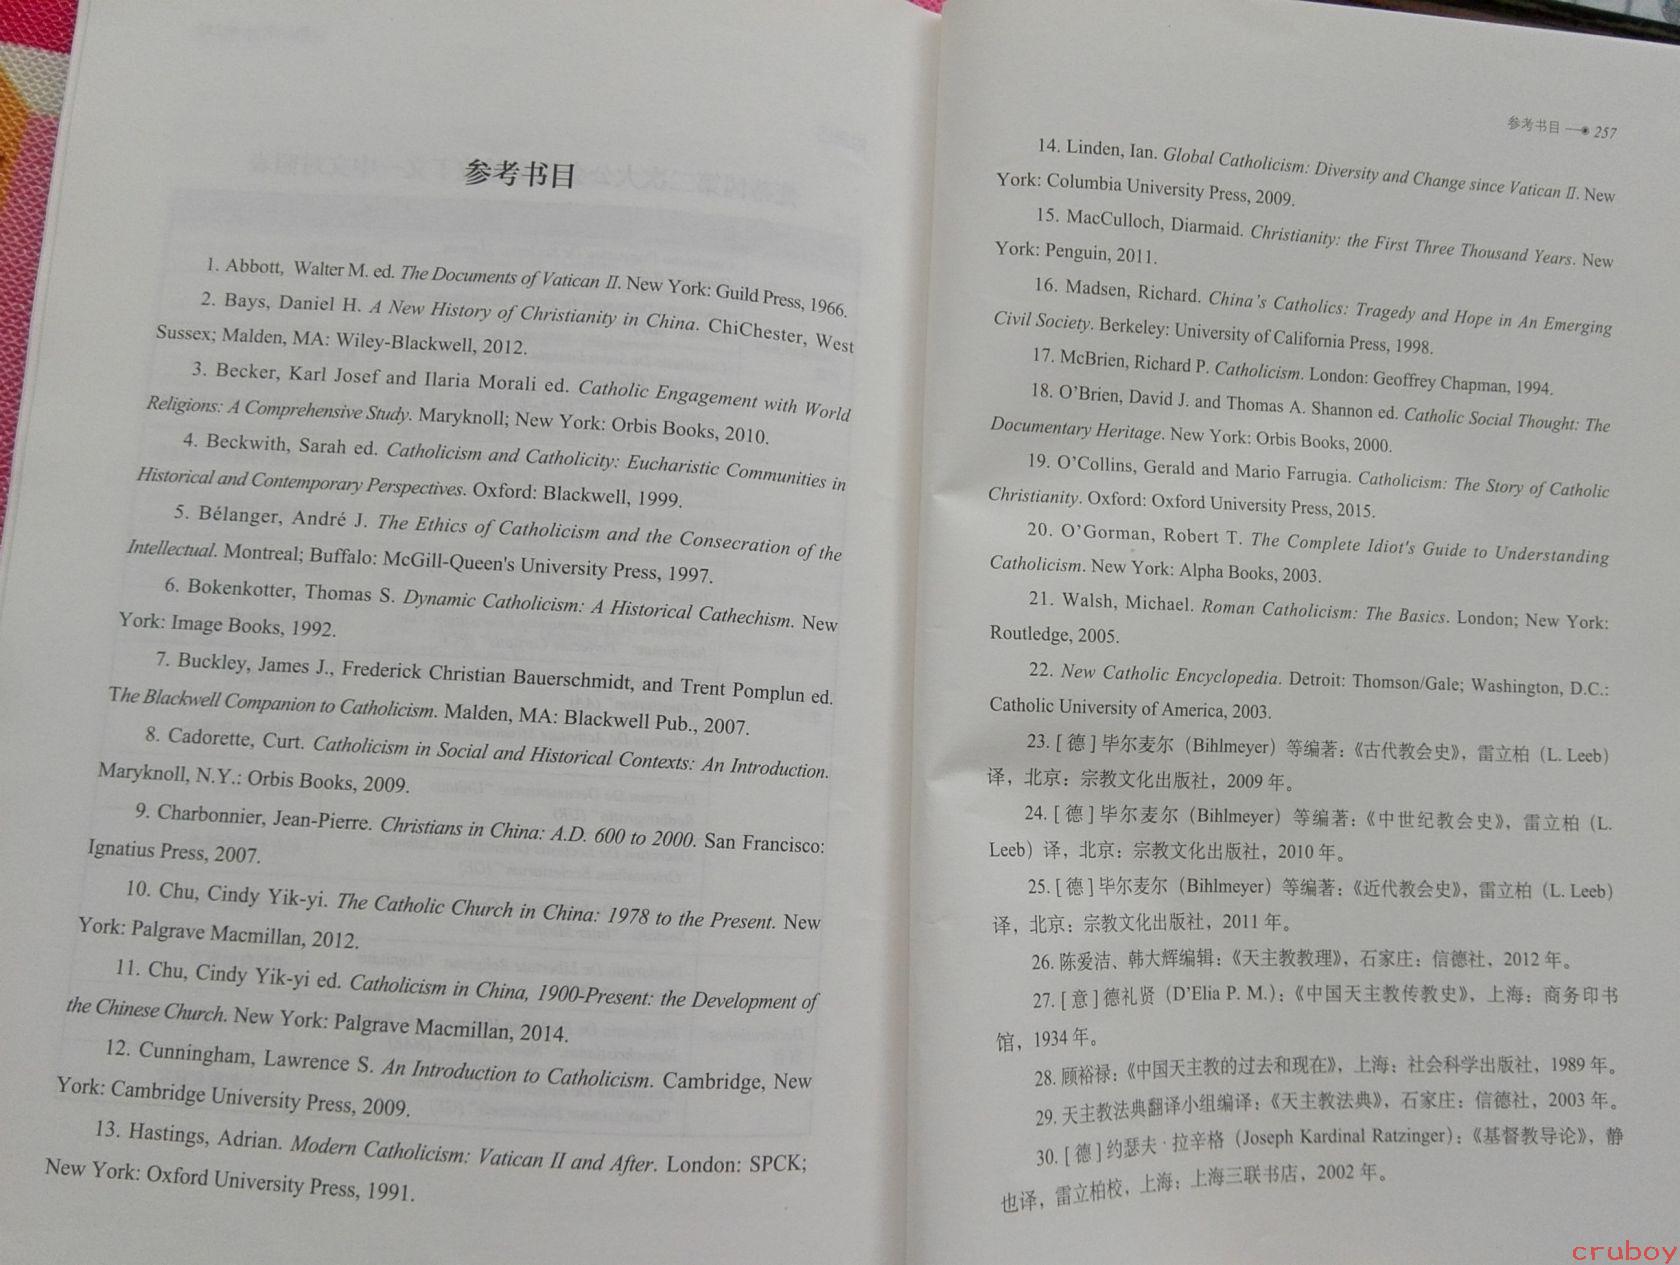 参考书目
1. Abbott, Walter M. ed. The Documents of Vatican II. New York: Guild Press, 1966.
2. Bays, Daniel H. A New History of Christianity in China. ChiChester, West
Sussex; Malden, MA: Wiley-Blackwell, 2012.
3. Becker, Karl Josef and Ilaria Morali ed. Catholic Engagement with World
Religions: A Comprehensive Study. Maryknoll; New York: Orbis Books, 2010.
4. Beckwith, Sarah ed. Catholicism and Catholicity: Eucharistic Communities in
Historical and Contemporary Perspectives. Oxford: Blackwell, 1999.
5. Bélanger, André J. The Ethics of Catholicism and the Consecration of the
Intellectual. Montreal; Buffalo: McGill-Queen's University Press, 1997.
6. Bokenkotter, Thomas S. Dynamic Catholicism: A Historical Cathechism. New
York: Image Books, 1992.
7. Buckley, James J., Frederick Christian Bauerschmidt, and Trent Pomplun ed.
The Blackwell Companion to Catholicism. Malden, MA: Blackwell Pub., 2007.
8. Cadorette, Curt. Catholicism in Social and Historical Contexts: An Introduction.
Maryknoll, N.Y.: Orbis Books, 2009.
9. Charbonnier, Jean-Pierre. Christians in China: A.D. 600 to 2000. San Francisco:
Ignatius Press, 2007.
10. Chu, Cindy Yik-yi. The Catholic Church in China: 1978 to the Present. New
York: Palgrave Macmillan, 2012.
11. Chu, Cindy Yik-yi ed. Catholicism in China, 1900-Present: the Development of
the Chinese Church. New York: Palgrave Macmillan, 2014.
12. Cunningham, Lawrence S. An Introduction to Catholicism. Cambridge, New
York: Cambridge University Press, 2009.
13. Hastings, Adrian. Modern Catholicism: Vatican II and After. London: SPCK;
New York: Oxford University Press, 1991.
参考书目 257
14. Linden, Ian. Global Catholicism: Diversity and Change since Vatican II. New
York: Columbia University Press, 2009.
15. MacCulloch, Diarmaid. Christianity: the First Three Thousand Years. New
York: Penguin, 2011.
16. Madsen, Richard. China's Catholics: Tragedy and Hope in An Emerging
Civil Society. Berkeley: University of California Press, 1998.
17. McBrien, Richard P. Catholicism. London: Geoffrey Chapman, 1994.
18. O'Brien, David J. and Thomas A. Shannon ed. Catholic Social Thought: The
Documentary Heritage. New York: Orbis Books, 2000.
19. O'Collins, Gerald and Mario Farrugia. Catholicism: The Story of Catholic
Christianity. Oxford: Oxford University Press, 2015.
20. O'Gorman, Robert T. The Complete Idiot's Guide to Understanding
Catholicism. New York: Alpha Books, 2003.
21. Walsh, Michael. Roman Catholicism: The Basics. London; New York:
Routledge, 2005.
22. New Catholic Encyclopedia. Detroit: Thomson/Gale; Washington, D.C.:
Catholic University of America, 2003.
23. [德] 毕尔麦尔（Bihlmeyer）等编著：《古代教会史》，雷立柏（L. Leeb）
译，北京：宗教文化出版社，2009 年。
24. [德] 毕尔麦尔（Bihlmeyer）等编著：《中世纪教会史》，雷立柏（L.
Leeb）译，北京：宗教文化出版社，2010 年。
25. [德] 毕尔麦尔（Bihlmeyer）等编著：《近代教会史》，雷立柏（L. Leeb）
译，北京：宗教文化出版社，2011 年。
26. 陈爱洁、韩大辉编辑：《天主教教理》，石家庄：信德社，2012 年。
27. [意] 德礼贤（D'Elia P. M.）：《中国天主教传教史》，上海：商务印书
馆，1934 年。
28. 顾裕禄：《中国天主教的过去和现在》，上海：社会科学出版社，1989 年。
29. 天主教法典翻译小组编译：《天主教法典》，石家庄：信德社，2003 年。
30. [德] 约瑟夫·拉辛格（Joseph Kardinal Ratzinger）：《基督教导论》，静
也译，雷立柏校，上海：上海三联书店，2002 年。
cruboy